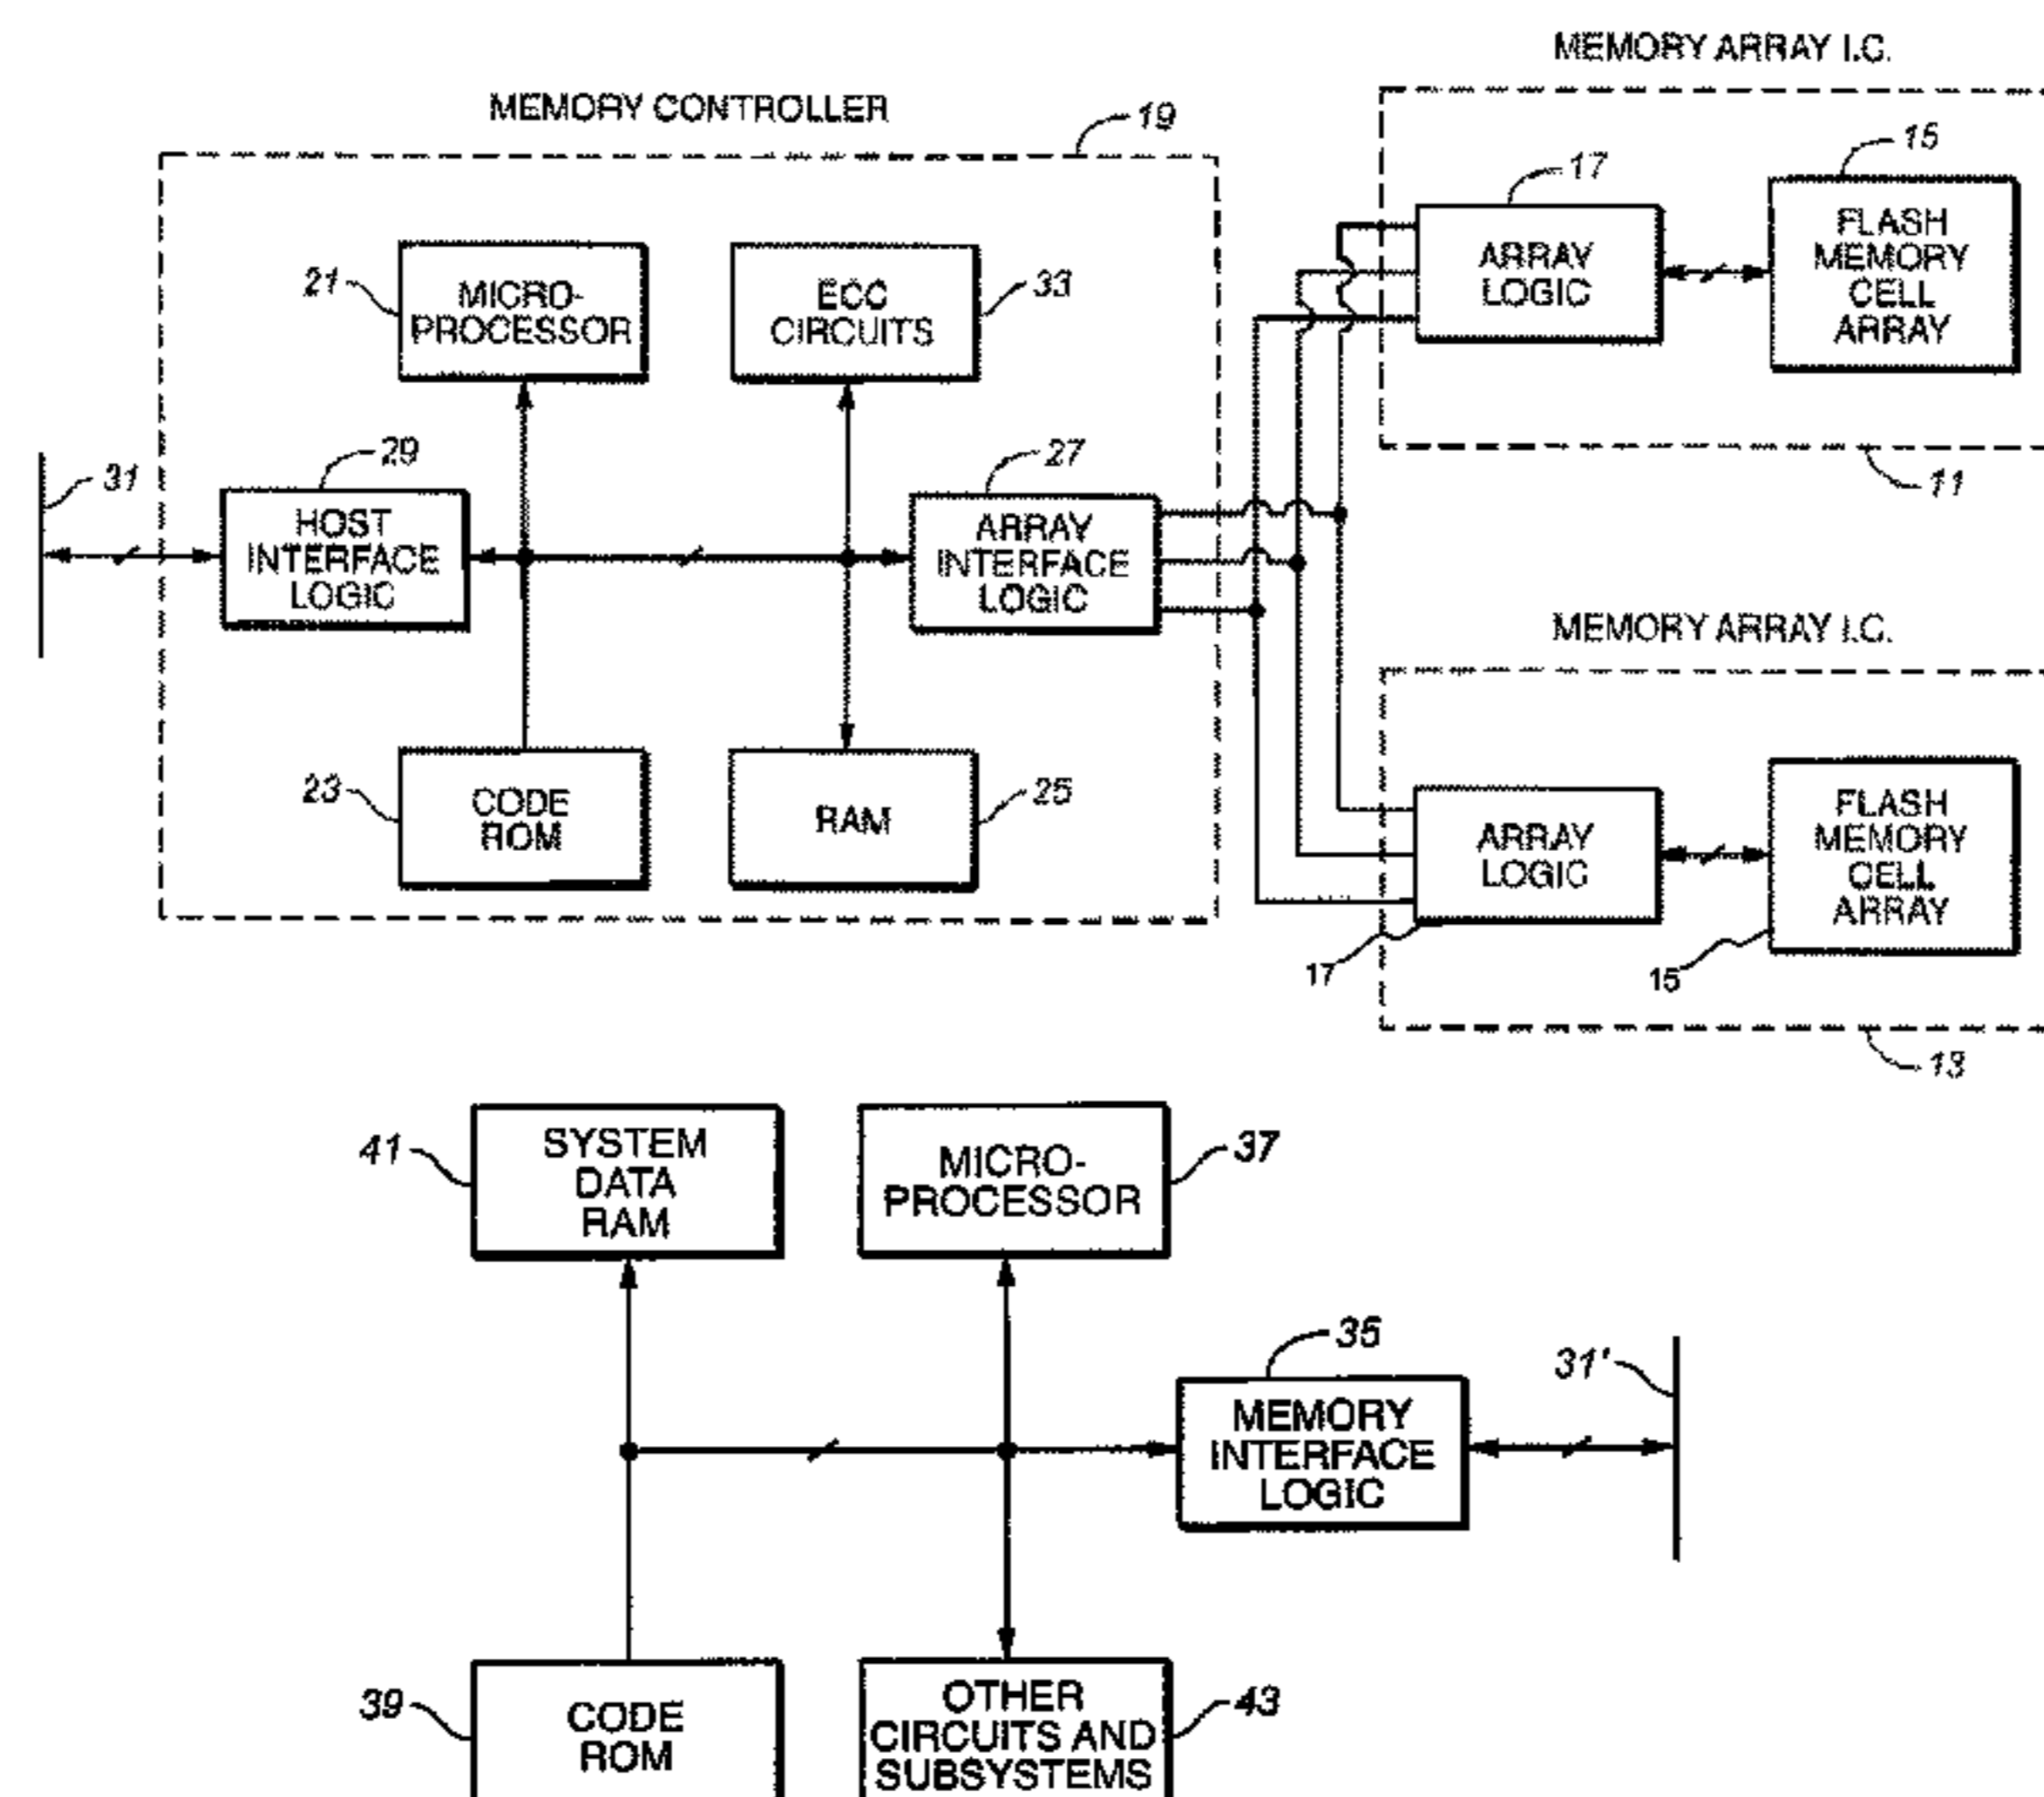 MEMORY ARRAY I.C.
MEMORY CONTROLLER
19
15
17
ARRAY
LOGIC
FLASH
MEMORY
CELL
ARRAY
21
MICRO-
PROCESSOR
ECC
CIRCUITS
33
11
31
29
HOST
INTERFACE
LOGIC
27
ARRAY
INTERFACE
LOGIC
MEMORY ARRAY I.C.
23
CODE
ROM
RAM
25
ARRAY
LOGIC
FLASH
MEMORY
CELL
ARRAY
17
15
13
41
SYSTEM
DATA
RAM
MICRO-
PROCESSOR
37
35
MEMORY
INTERFACE
LOGIC
31'
39
CODE
ROM
OTHER
CIRCUITS AND
SUBSYSTEMS
43